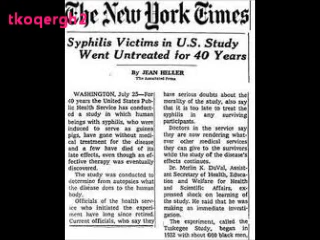 tkoqergb2
The New York Times
Syphilis Victims in U.S. Study
Went Untreated for 40 Years
By JEAN HELLER
The Associated Press
WASHINGTON, July 25—For
40 years the United States Pub-
lic Health Service has conduct-
ed a study in which human
beings with syphilis, who were
induced to serve as guinea
pigs, have gone without med-
ical treatment for the disease
and a few have died of its
late effects, even though an ef-
fective therapy was eventually
discovered.
The study was conducted to
determine from autopsies what
the disease does to the human
body.
Officials of the health serv-
ice who initiated the experi-
ment have long since retired.
Current officials, who say they
have serious doubts about the
morality of the study, also say
that it is too late to treat the
syphilis in any surviving
participants.
Doctors in the service say
they are now rendering what-
ever other medical services
they can give to the survivors
while the study of the disease's
effects continues.
Dr. Merlin K. DuVal, Assist-
ant Secretary of Health, Educa-
tion and Welfare for Health
and Scientific Affairs, ex-
pressed shock on learning of
the study. He said that he was
making an immediate investi-
gation.
The experiment, called the
Tuskegee Study, began in
1932 with about 600 black men,